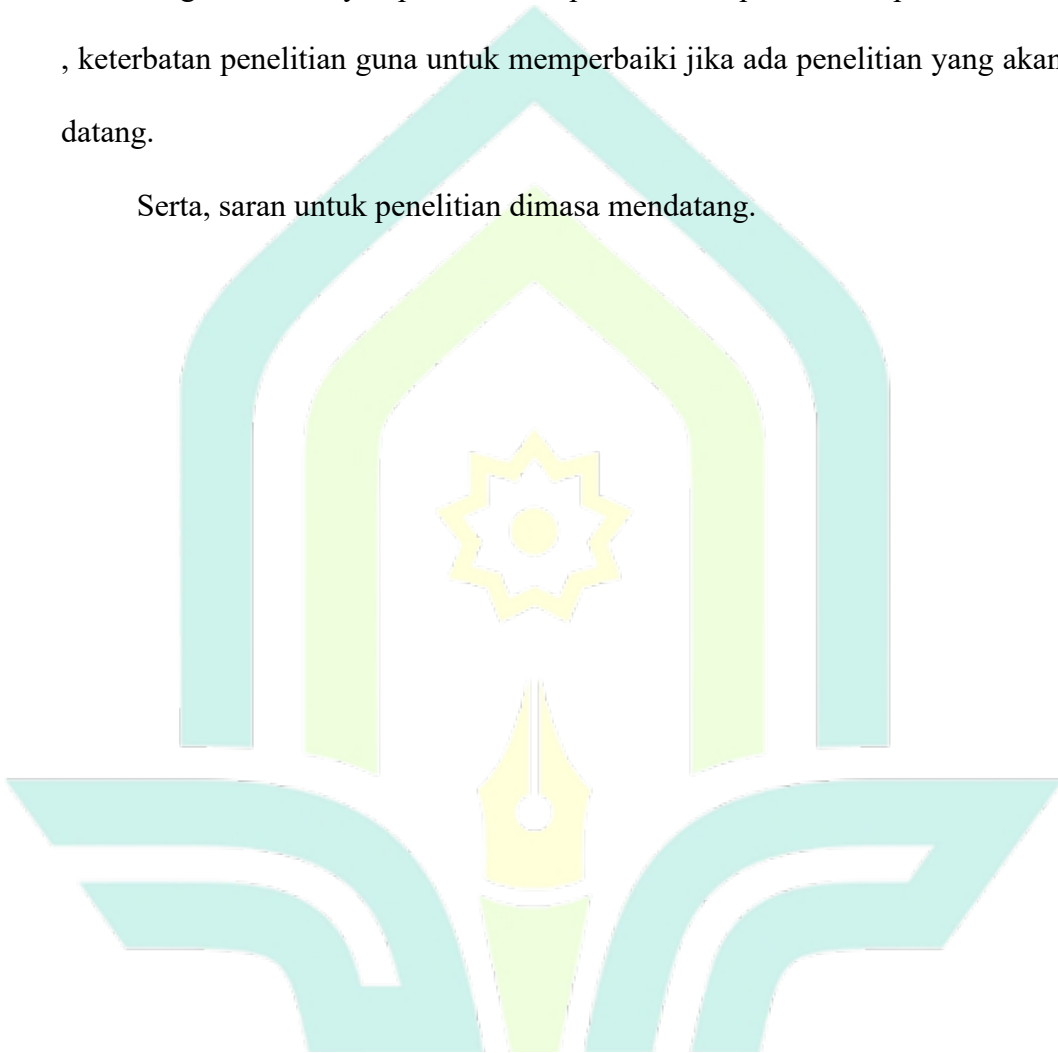 , keterbatan penelitian guna untuk memperbaiki jika ada penelitian yang akan
datang.
Serta, saran untuk penelitian dimasa mendatang.